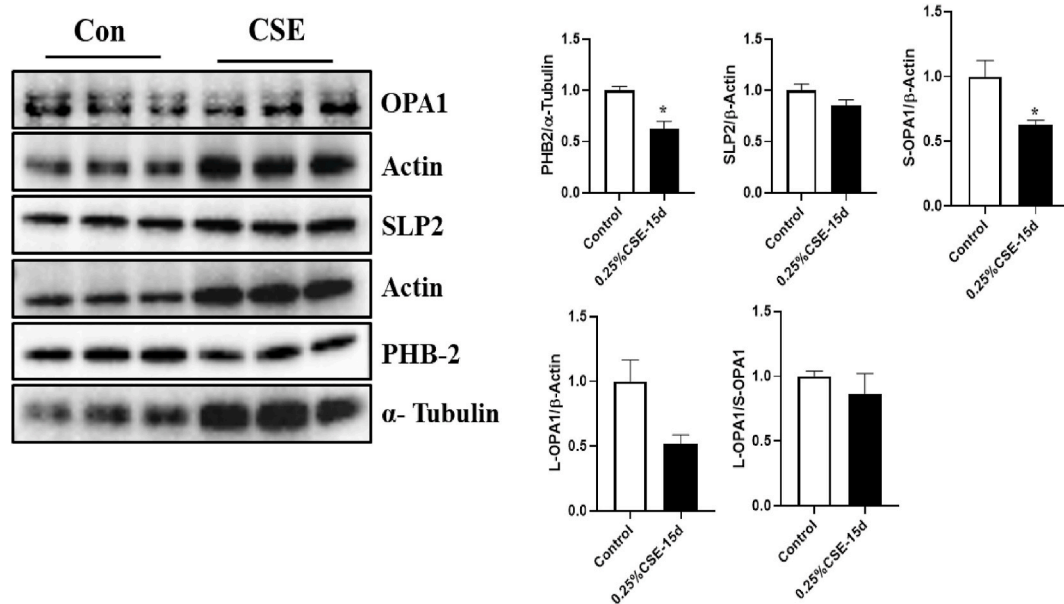 Con CSE
OPA1
Actin
SLP2
Actin
PHB-2
α- Tubulin
PHB2/α-Tubulin
1.5
1.0
0.5
0.0
*
Control
0.25%CSE-15d
SLP2/β-Actin
1.5
1.0
0.5
0.0
Control
0.25%CSE-15d
S-OPA1/β-Actin
1.5
1.0
0.5
0.0
*
Control
0.25%CSE-15d
L-OPA1/β-Actin
1.5
1.0
0.5
0.0
Control
0.25%CSE-15d
L-OPA1/S-OPA1
1.5
1.0
0.5
0.0
Control
0.25%CSE-15d